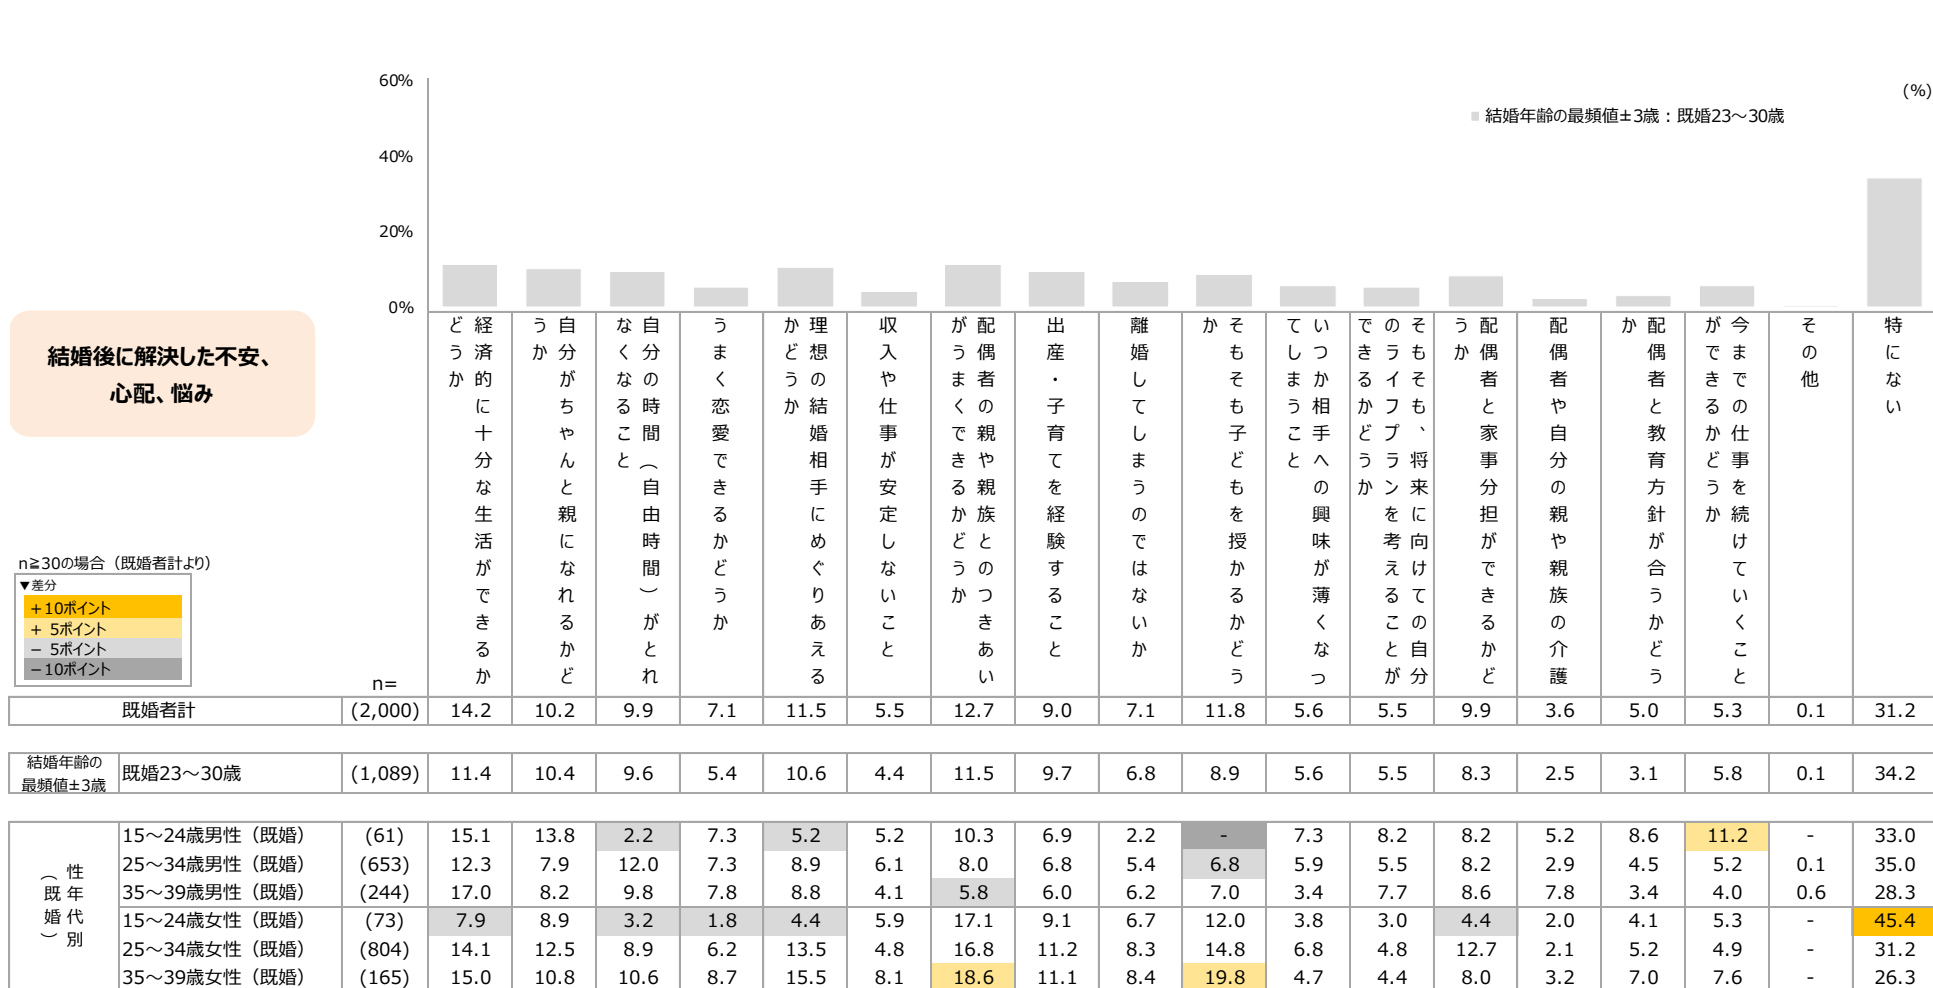 (%)
60%
40%
20%
0%
結婚年齢の最頻値±3歳：既婚23～30歳
結婚後に解決した不安、
心配、悩み
経済的に十分な生活ができるか
どうか
自分がちゃんと親になれるかど
うか
自分の時間（自由時間）がとれ
なくなること
うまく恋愛できるかどうか
理想の結婚相手にめぐりあえる
かどうか
収入や仕事が安定しないこと
配偶者の親や親族とのつきあい
がうまくできるかどうか
出産・子育てを経験すること
離婚してしまうのではないか
そもそも子どもを授かるかどう
か
いつか相手への興味が薄くなっ
てしまうこと
そもそも、将来に向けての自分
のライフプランを考えることが
できるかどうか
配偶者と家事分担ができるかど
うか
配偶者や自分の親や親族の介護
配偶者と教育方針が合うかどう
か
今までの仕事を続けていくこと
ができるかどうか
その他
特にない
n≧30の場合（既婚者計より）
▼差分
＋10ポイント
＋ 5ポイント
－ 5ポイント
－10ポイント
n=
既婚者計 (2,000) 14.2 10.2 9.9 7.1 11.5 5.5 12.7 9.0 7.1 11.8 5.6 5.5 9.9 3.6 5.0 5.3 0.1 31.2
結婚年齢の
最頻値±3歳
既婚23～30歳 (1,089) 11.4 10.4 9.6 5.4 10.6 4.4 11.5 9.7 6.8 8.9 5.6 5.5 8.3 2.5 3.1 5.8 0.1 34.2
性年代別
（既婚）
15～24歳男性（既婚） (61) 15.1 13.8 2.2 7.3 5.2 5.2 10.3 6.9 2.2 - 7.3 8.2 8.2 5.2 8.6 11.2 - 33.0
25～34歳男性（既婚） (653) 12.3 7.9 12.0 7.3 8.9 6.1 8.0 6.8 5.4 6.8 5.9 5.5 8.2 2.9 4.5 5.2 0.1 35.0
35～39歳男性（既婚） (244) 17.0 8.2 9.8 7.8 8.8 4.1 5.8 6.0 6.2 7.0 3.4 7.7 8.6 7.8 3.4 4.0 0.6 28.3
15～24歳女性（既婚） (73) 7.9 8.9 3.2 1.8 4.4 5.9 17.1 9.1 6.7 12.0 3.8 3.0 4.4 2.0 4.1 5.3 - 45.4
25～34歳女性（既婚） (804) 14.1 12.5 8.9 6.2 13.5 4.8 16.8 11.2 8.3 14.8 6.8 4.8 12.7 2.1 5.2 4.9 - 31.2
35～39歳女性（既婚） (165) 15.0 10.8 10.6 8.7 15.5 8.1 18.6 11.1 8.4 19.8 4.7 4.4 8.0 3.2 7.0 7.6 - 26.3